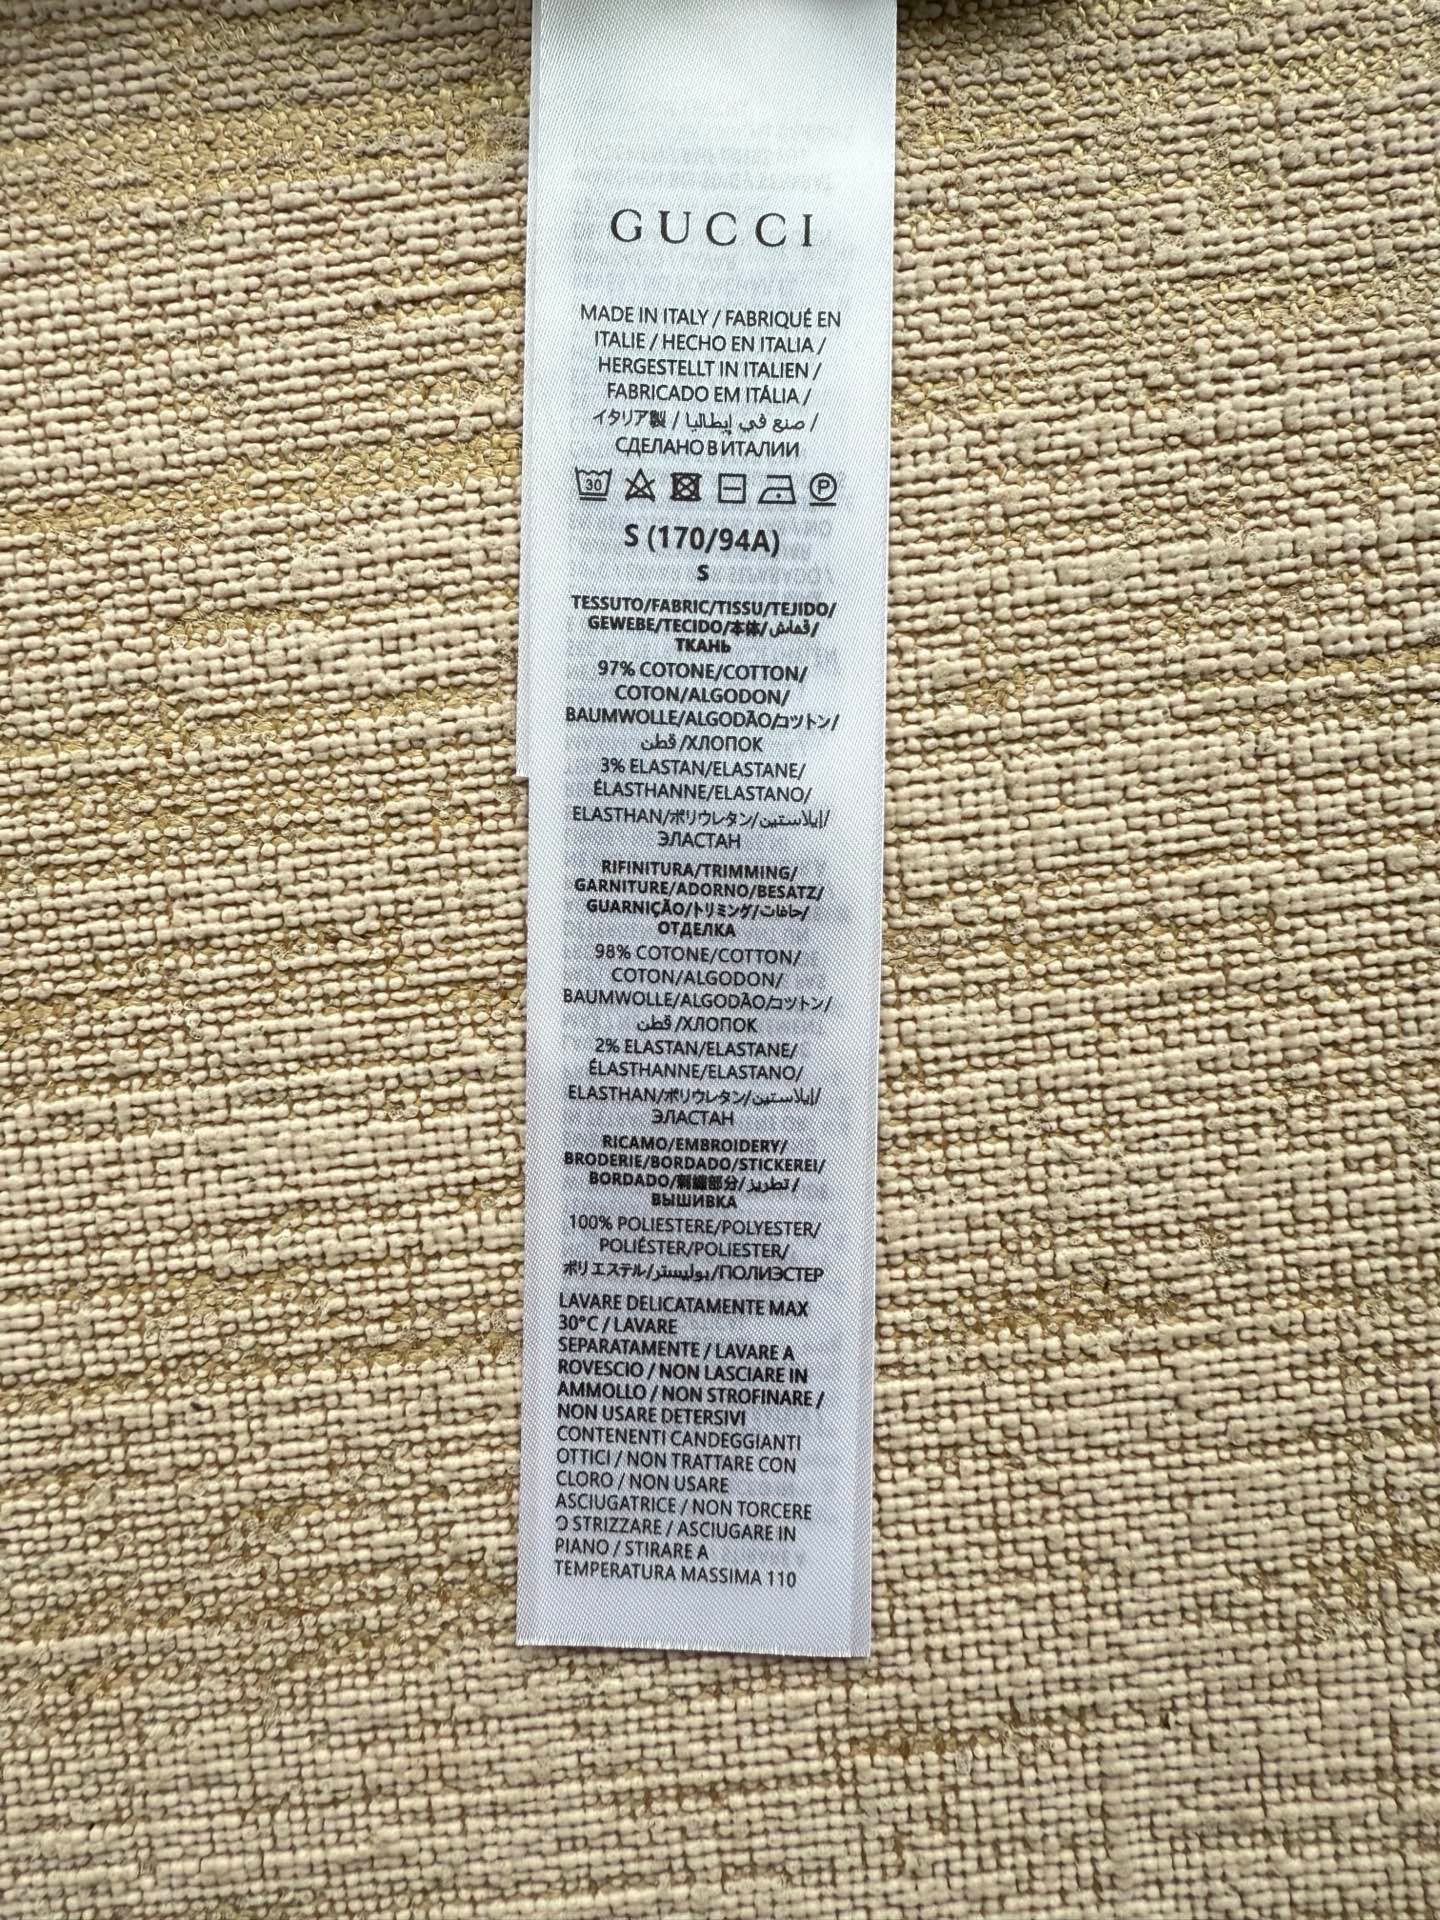 GUCCI
MADE IN ITALY / FABRIQUÉ EN
ITALIE / HECHO EN ITALIA /
HERGESTELLT IN ITALIEN /
FABRICADO EM ITÁLIA /
イタリア製 / صنع في إيطاليا /
СДЕЛАНО В ИТАЛИИ
30 P
S (170/94A)
S
TESSUTO/FABRIC/TISSU/TEJIDO/
GEWEBE/TECIDO/本体/قماش/
ТКАНЬ
97% COTONE/COTTON/
COTON/ALGODON/
BAUMWOLLE/ALGODÃO/コットン/
قطن/ХЛОПОК
3% ELASTAN/ELASTANE/
ÉLASTHANNE/ELASTANO/
ELASTHAN/ポリウレタン/إيلاستين/
ЭЛАСТАН
RIFINITURA/TRIMMING/
GARNITURE/ADORNO/BESATZ/
GUARNIÇÃO/トリミング/حافات/
ОТДЕЛКА
98% COTONE/COTTON/
COTON/ALGODON/
BAUMWOLLE/ALGODÃO/コットン/
قطن/ХЛОПОК
2% ELASTAN/ELASTANE/
ÉLASTHANNE/ELASTANO/
ELASTHAN/ポリウレタン/إيلاستين/
ЭЛАСТАН
RICAMO/EMBROIDERY/
BRODERIE/BORDADO/STICKEREI/
BORDADO/刺繍部分/تطريز/
ВЫШИВКА
100% POLIESTERE/POLYESTER/
POLIÉSTER/POLIESTER/
ポリエステル/بوليستر/ПОЛИЭСТЕР
LAVARE DELICATAMENTE MAX
30°C / LAVARE
SEPARATAMENTE / LAVARE A
ROVESCIO / NON LASCIARE IN
AMMOLLO / NON STROFINARE /
NON USARE DETERSIVI
CONTENENTI CANDEGGIANTI
OTTICI / NON TRATTARE CON
CLORO / NON USARE
ASCIUGATRICE / NON TORCERE
O STRIZZARE / ASCIUGARE IN
PIANO / STIRARE A
TEMPERATURA MASSIMA 110